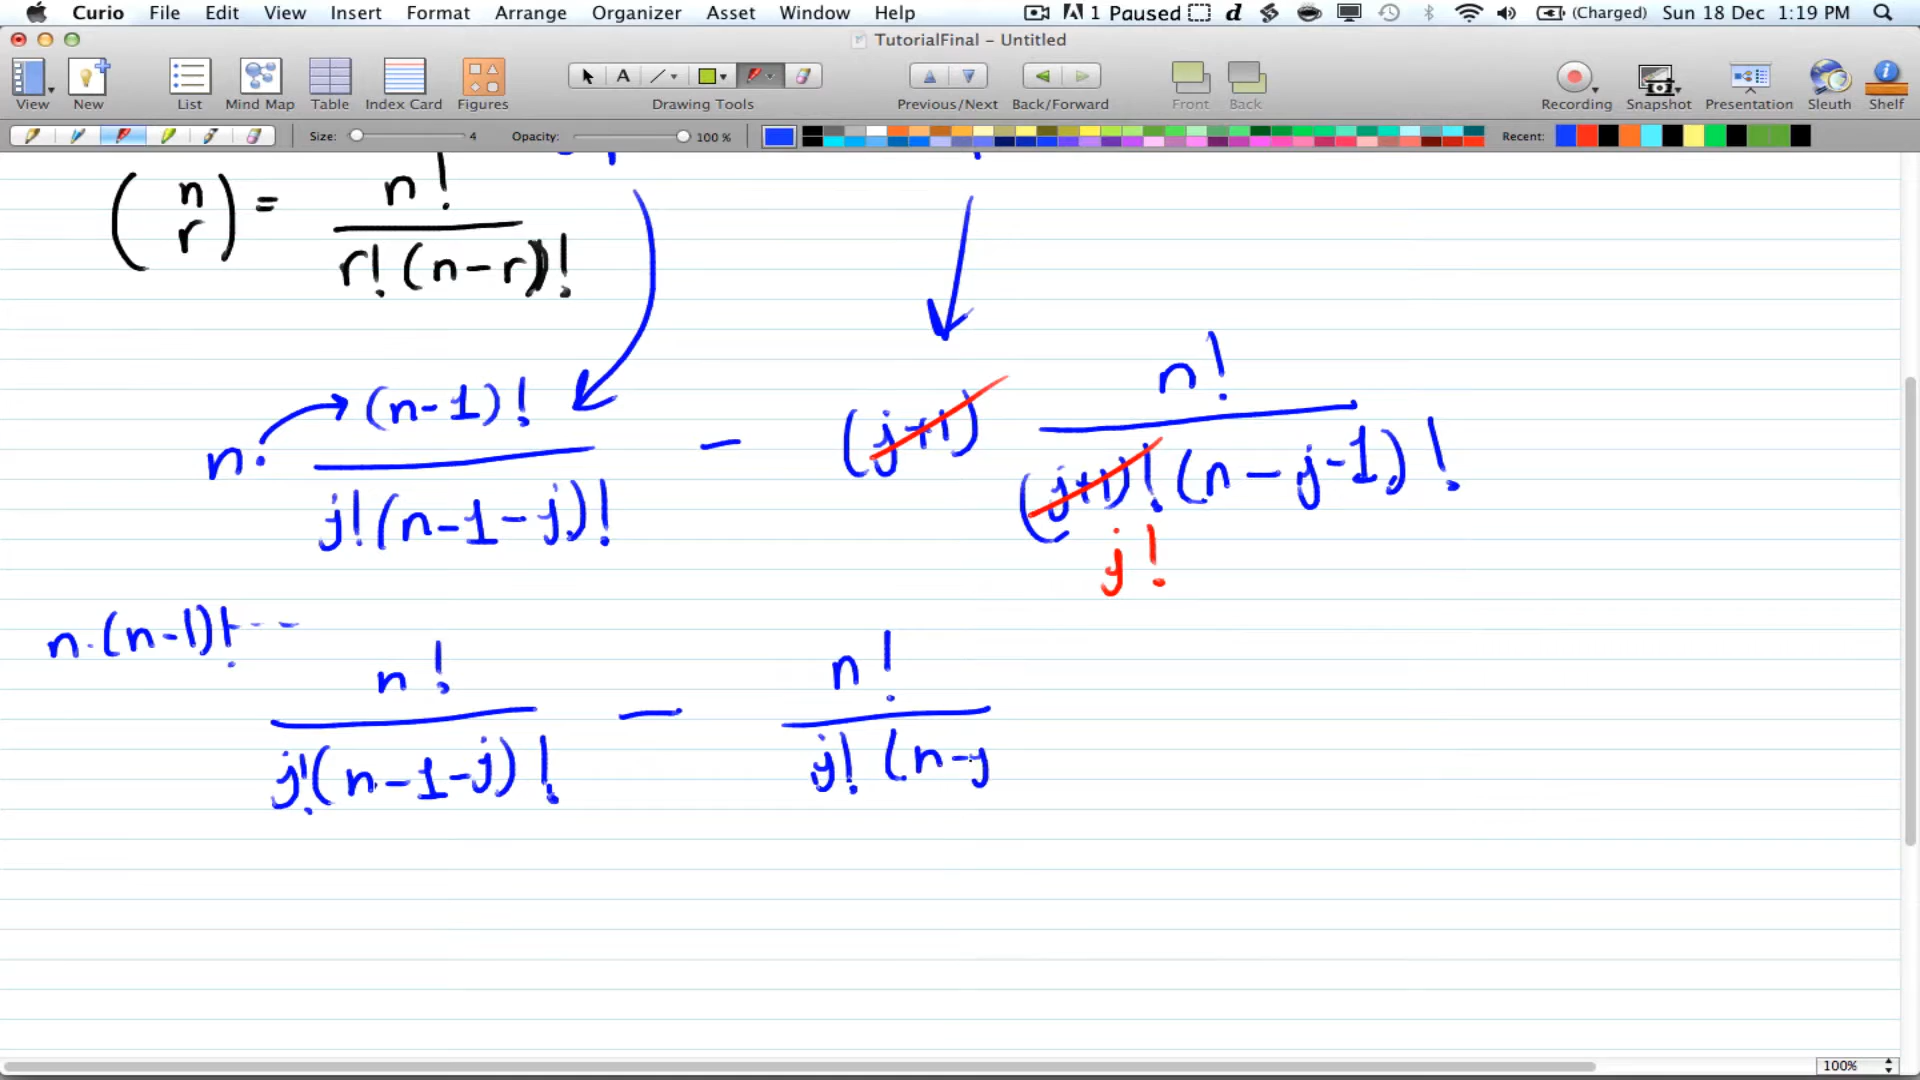 Curio File Edit View Insert Format Arrange Organizer Asset Window Help 1 Paused (Charged) Sun 18 Dec 1:19 PM
TutorialFinal – Untitled
View New List Mind Map Table Index Card Figures Drawing Tools Previous/Next Back/Forward Front Back Recording Snapshot Presentation Sleuth Shelf
Size: 4 Opacity: 100 % Recent:
(n r) = n! / r!(n-r)!
n. (n-1)! / j!(n-1-j)! - (j+1) n! / (j+1)!(n-j-1)!
j!
n.(n-1)! ---
n! / j!(n-1-j)! - n! / j!(n-j
100%